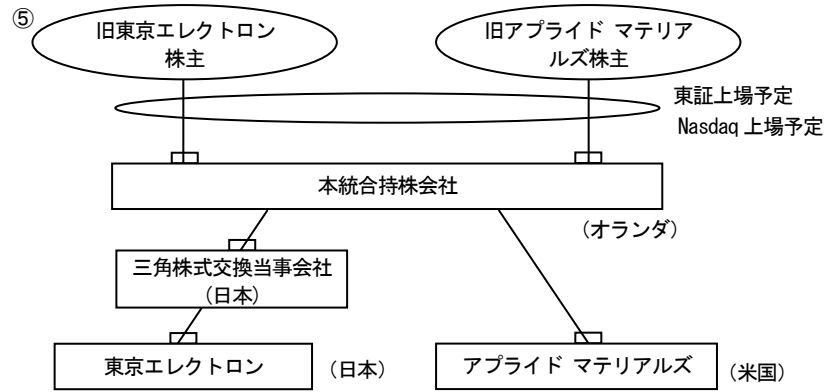 ⑤
旧東京エレクトロン
株主
旧アプライド マテリア
ルズ株主
東証上場予定
Nasdaq 上場予定
本統合持株会社
(オランダ)
三角株式交換当事会社
(日本)
東京エレクトロン
(日本)
アプライド マテリアルズ
(米国)